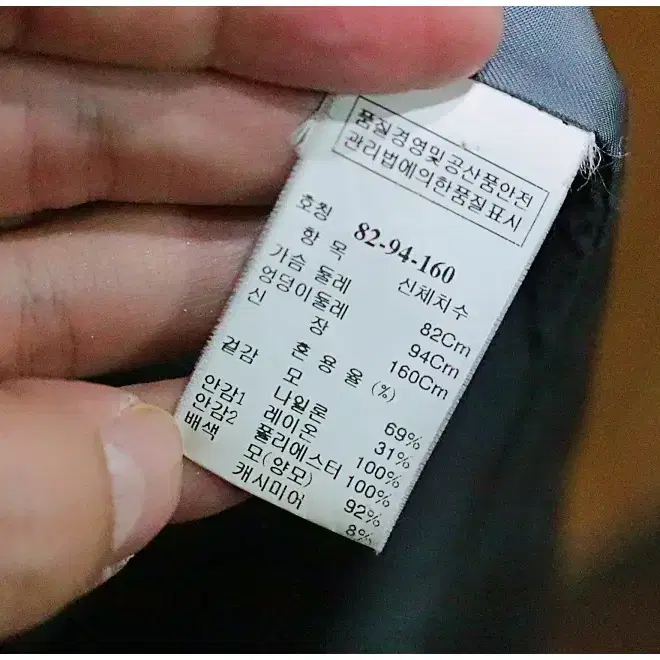 품질경영및공산품안전
관리법에의한품질표시
호칭 82-94-160
항 목 신체치수
가슴 둘레 82Cm
엉덩이둘레 94Cm
신 장 160Cm
혼 용 율 (%)
겉감 모 69%
나일론 31%
안감1 레이온 100%
안감2 폴리에스터 100%
배색 모(양모) 92%
캐시미어 8%